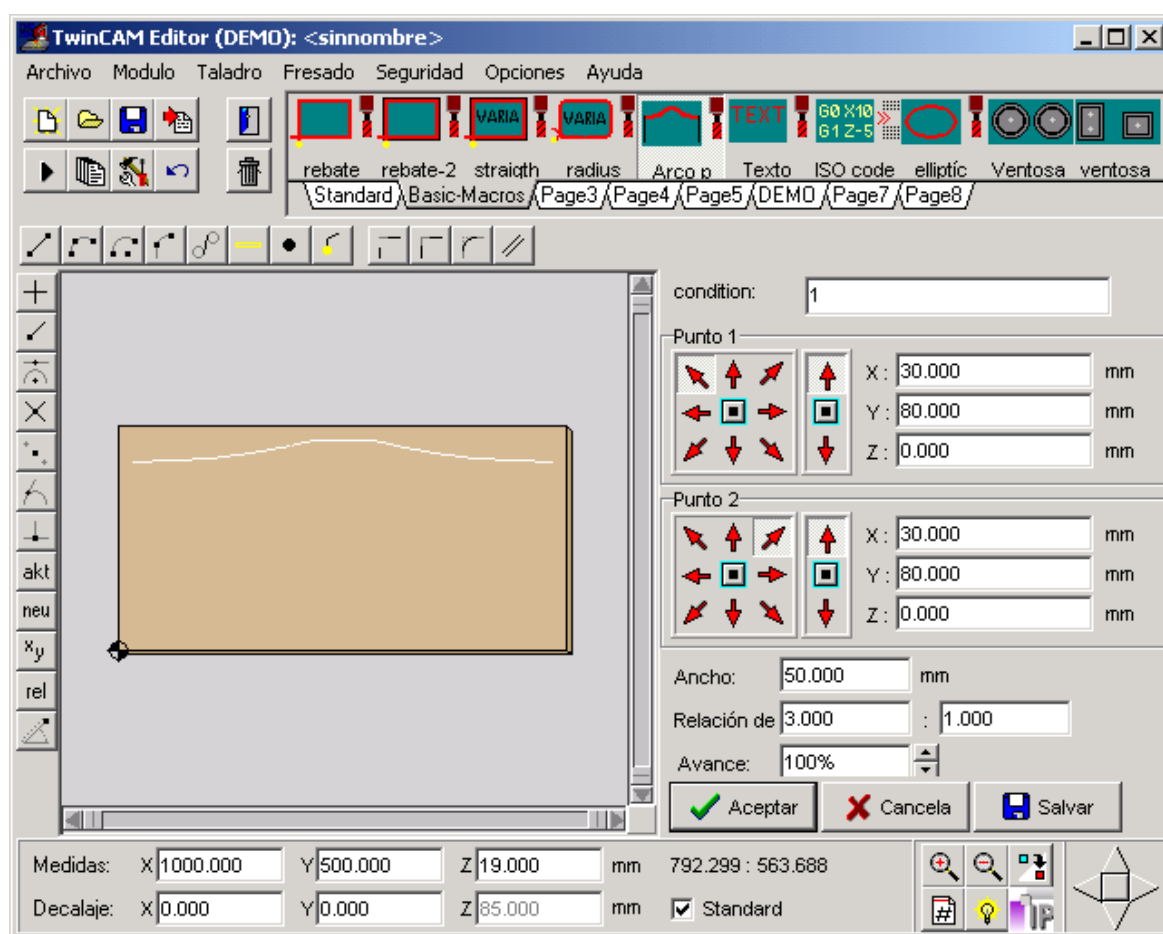 TwinCAM Editor (DEMO): <sinnombre>
Archivo Modulo Taladro Fresado Seguridad Opciones Ayuda
VARIA VARIA TEXT G0 X10 G1 Z-5
rebate rebate-2 straigth radius Arco p Texto ISO code elliptíc Ventosa ventosa
Standard Basic-Macros Page3 Page4 Page5 DEMO Page7 Page8
condition: 1
Punto 1
X : 30.000 mm
Y : 80.000 mm
Z : 0.000 mm
Punto 2
X : 30.000 mm
Y : 80.000 mm
Z : 0.000 mm
akt
neu
xy
rel
Ancho: 50.000 mm
Relación de 3.000 : 1.000
Avance: 100%
Aceptar Cancela Salvar
Medidas: X 1000.000 Y 500.000 Z 19.000 mm 792.299 : 563.688
Decalaje: X 0.000 Y 0.000 Z 85.000 mm Standard
# IP